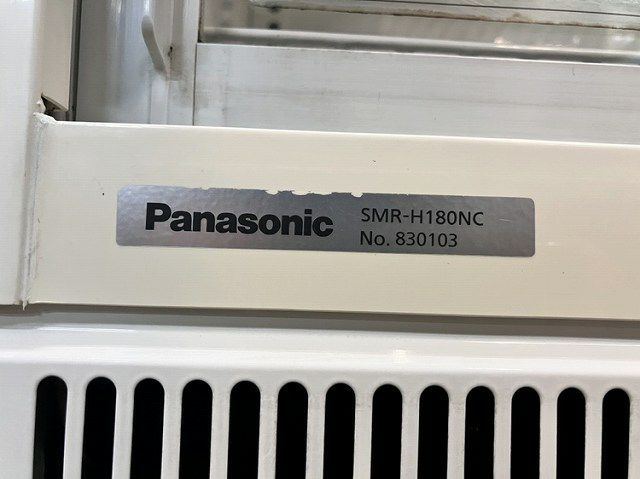 Panasonic
SMR-H180NC
No. 830103